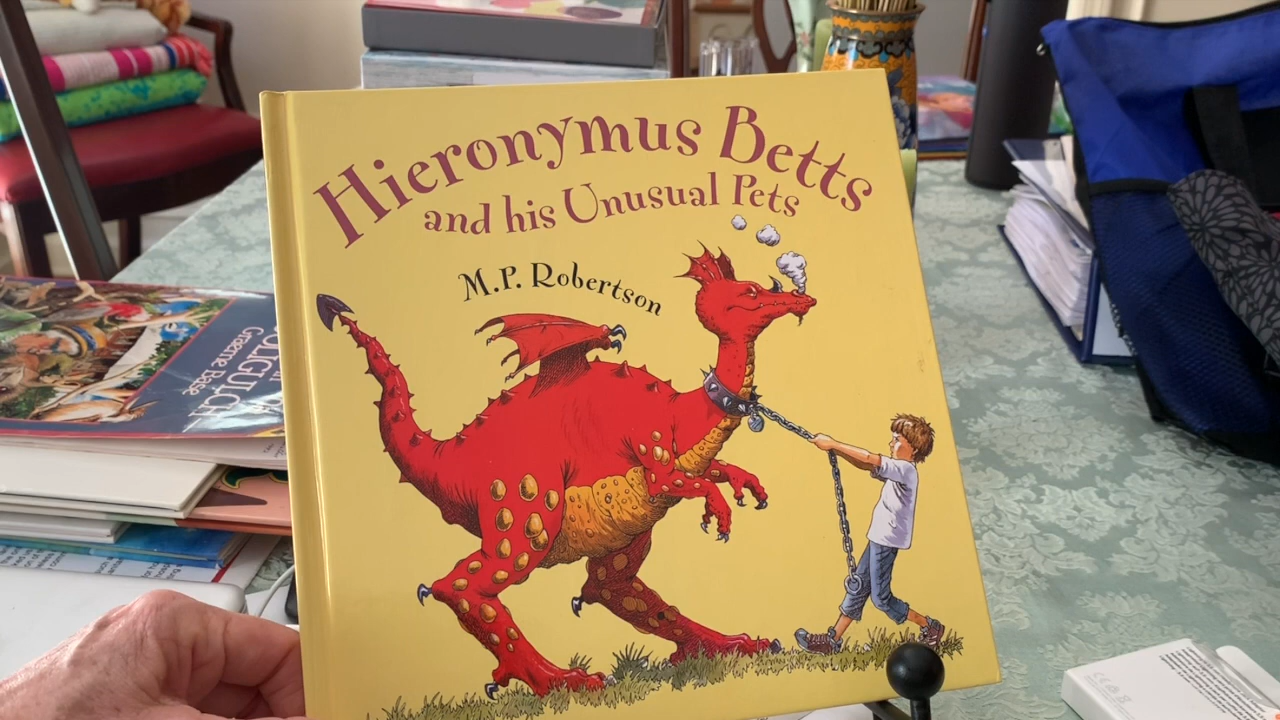 Hieronymus Betts
and his Unusual Pets
M.P. Robertson
Graeme Base